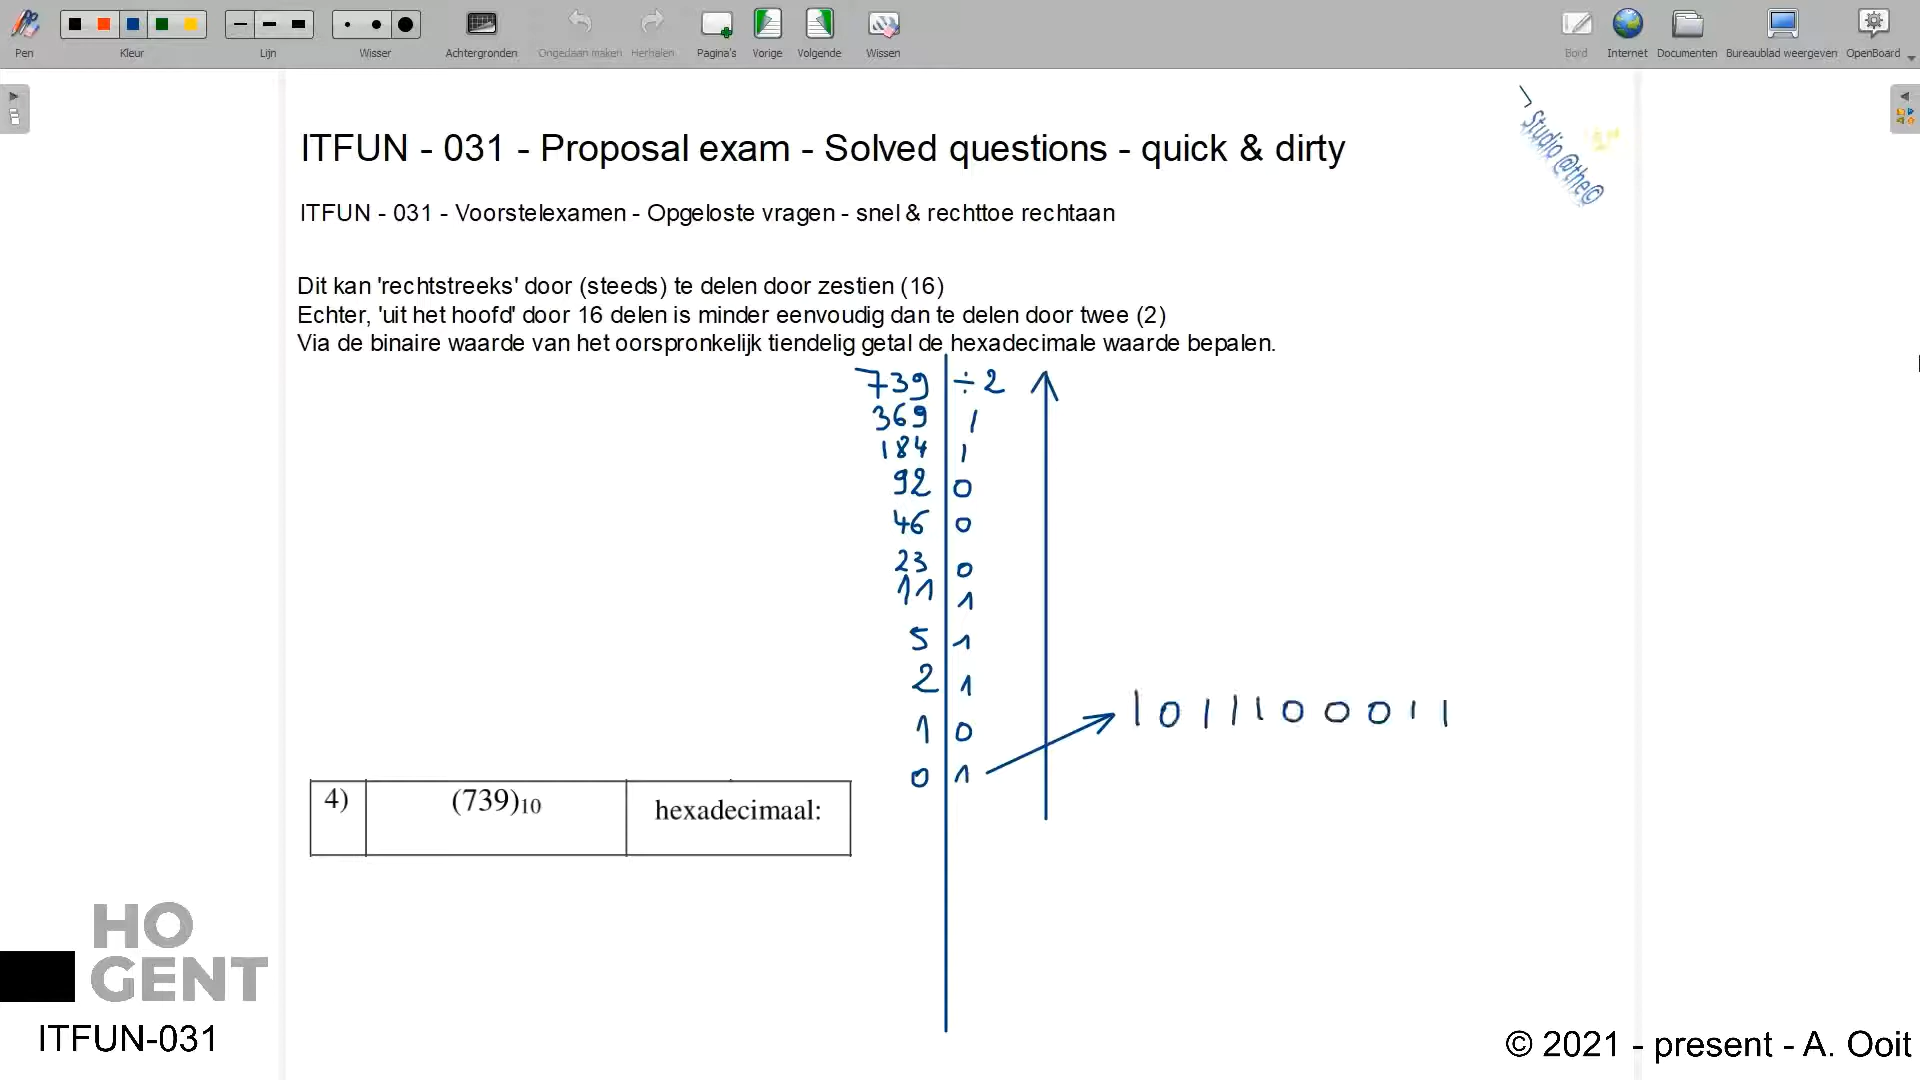 Pen
Kleur
Lijn
Wisser
Achtergronden
Ongedaan maken
Herhalen
Pagina's
Vorige
Volgende
Wissen
Bord
Internet
Documenten
Bureaublad weergeven
OpenBoard
Studio @the©
ITFUN - 031 - Proposal exam - Solved questions - quick & dirty
ITFUN - 031 - Voorstelexamen - Opgeloste vragen - snel & rechttoe rechtaan
Dit kan 'rechtstreeks' door (steeds) te delen door zestien (16)
Echter, 'uit het hoofd' door 16 delen is minder eenvoudig dan te delen door twee (2)
Via de binaire waarde van het oorspronkelijk tiendelig getal de hexadecimale waarde bepalen.
739 ÷ 2
369 1
184 1
92 0
46 0
23 0
11 1
5 1
2 1
1 0
0 1
1011100011
4) (739)₁₀ hexadecimaal:
HO
GENT
ITFUN-031
© 2021 - present - A. Ooit